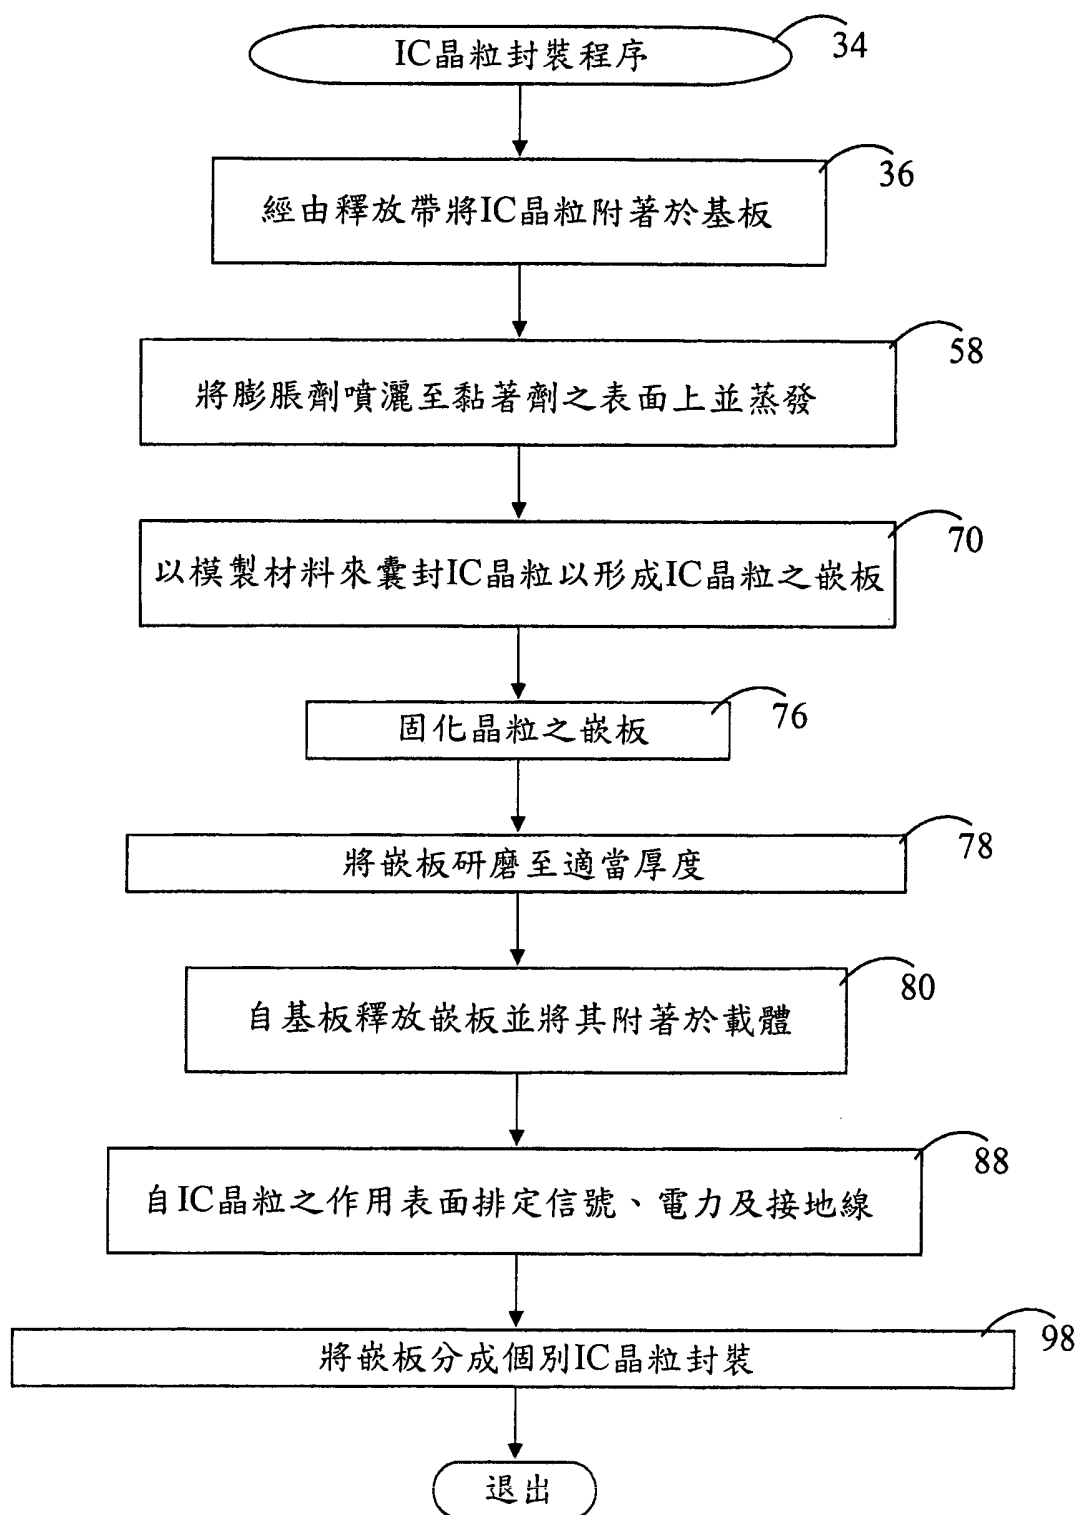 IC晶粒封裝程序
34
經由釋放帶將IC晶粒附著於基板
36
將膨脹劑噴灑至黏著劑之表面上並蒸發
58
以模製材料來囊封IC晶粒以形成IC晶粒之嵌板
70
固化晶粒之嵌板
76
將嵌板研磨至適當厚度
78
自基板釋放嵌板並將其附著於載體
80
自IC晶粒之作用表面排定信號、電力及接地線
88
將嵌板分成個別IC晶粒封裝
98
退出